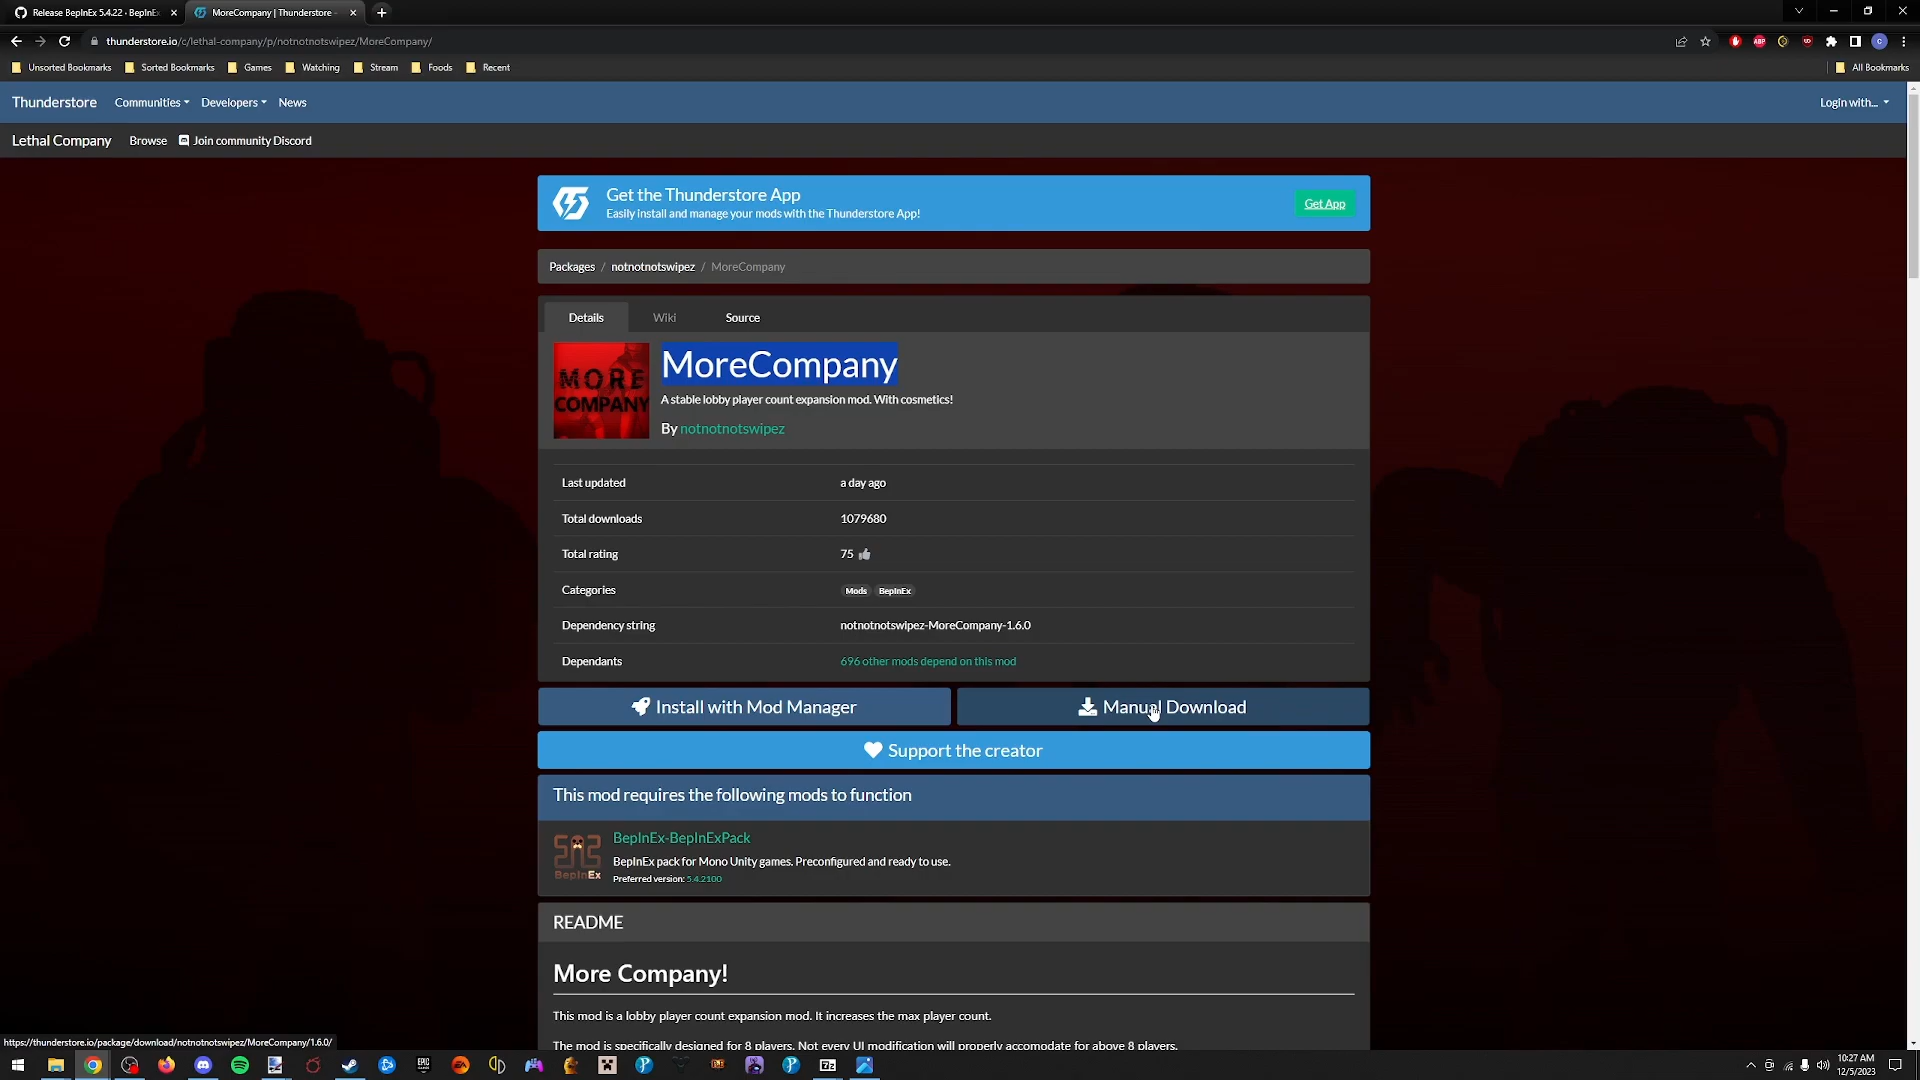 Release BepInEx 5.4.22 · BepInEx
MoreCompany | Thunderstore -
thunderstore.io/c/lethal-company/p/notnotnotswipez/MoreCompany/
Unsorted Bookmarks
Sorted Bookmarks
Games
Watching
Stream
Foods
Recent
All Bookmarks
Thunderstore
Communities
Developers
News
Login with...
Lethal Company
Browse
Join community Discord
Get the Thunderstore App
Easily install and manage your mods with the Thunderstore App!
Get App
Packages / notnotnotswipez / MoreCompany
Details
Wiki
Source
MORE
COMPANY
MoreCompany
A stable lobby player count expansion mod. With cosmetics!
By notnotnotswipez
Last updated a day ago
Total downloads 1079680
Total rating 75
Categories Mods BepInEx
Dependency string notnotnotswipez-MoreCompany-1.6.0
Dependants 696 other mods depend on this mod
Install with Mod Manager
Manual Download
Support the creator
This mod requires the following mods to function
BepInEx
BepInEx-BepInExPack
BepInEx pack for Mono Unity games. Preconfigured and ready to use.
Preferred version: 5.4.2100
README
More Company!
This mod is a lobby player count expansion mod. It increases the max player count.
The mod is specifically designed for 8 players. Not every UI modification will properly accomodate for above 8 players.
https://thunderstore.io/package/download/notnotnotswipez/MoreCompany/1.6.0/
10:27 AM
12/5/2023